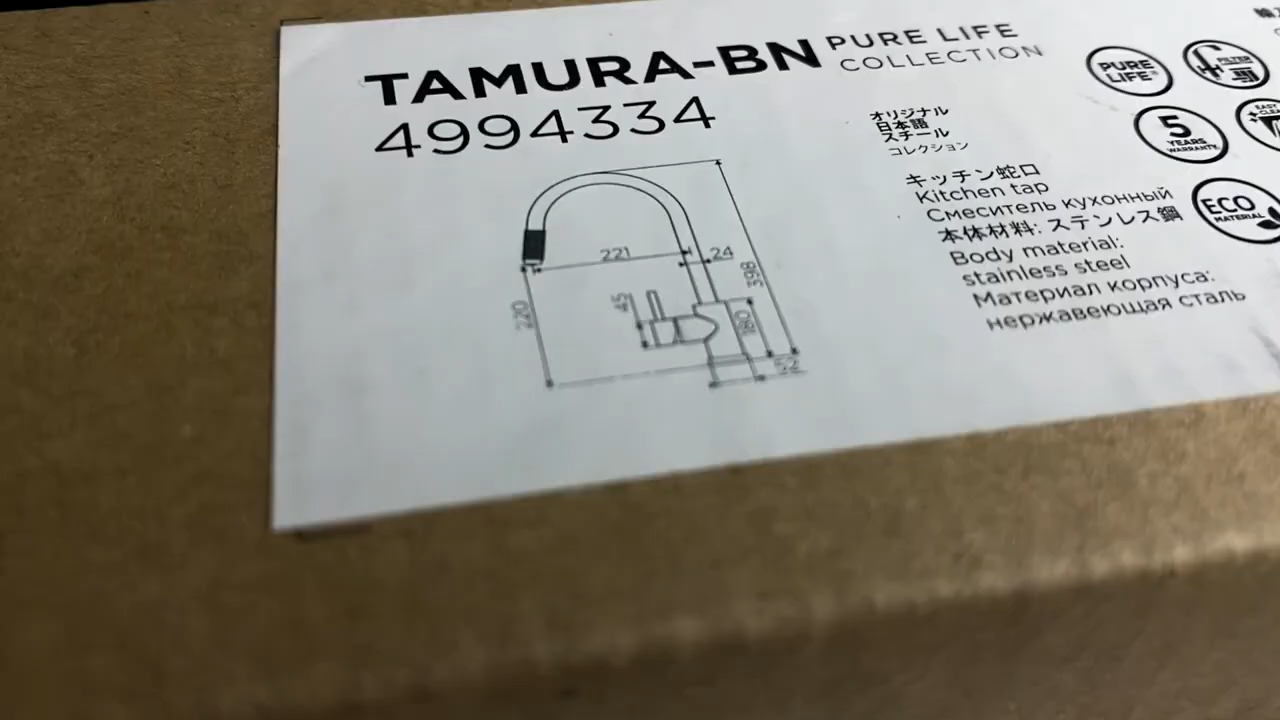 TAMURA-BN PURE LIFE
COLLECTION
4994334
オリジナル
日本語
スチール
コレクション
キッチン蛇口
Kitchen tap
Смеситель кухонный
本体材料: ステンレス鋼
Body material:
stainless steel
Материал корпуса:
нержавеющая сталь
PURE
LIFE
FILTER
5
YEARS
WARRANTY
EASY
ECO
MATERIAL
221
24
398
220
45
180
52